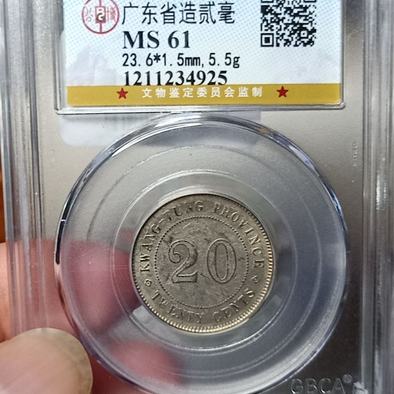 广东省造贰毫
MS 61
23.6*1.5mm,5.5g
1211234925
文物鉴定委员会监制
KWANG-TUNG PROVINCE
20
TWENTY CENTS
GBCA